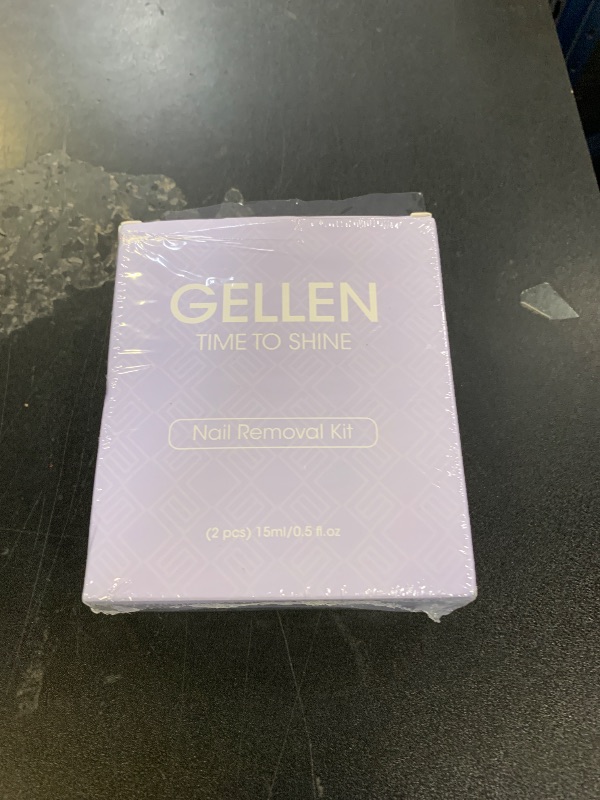 GELLEN
TIME TO SHINE
Nail Removal Kit
(2 pcs) 15ml/0.5 fl.oz